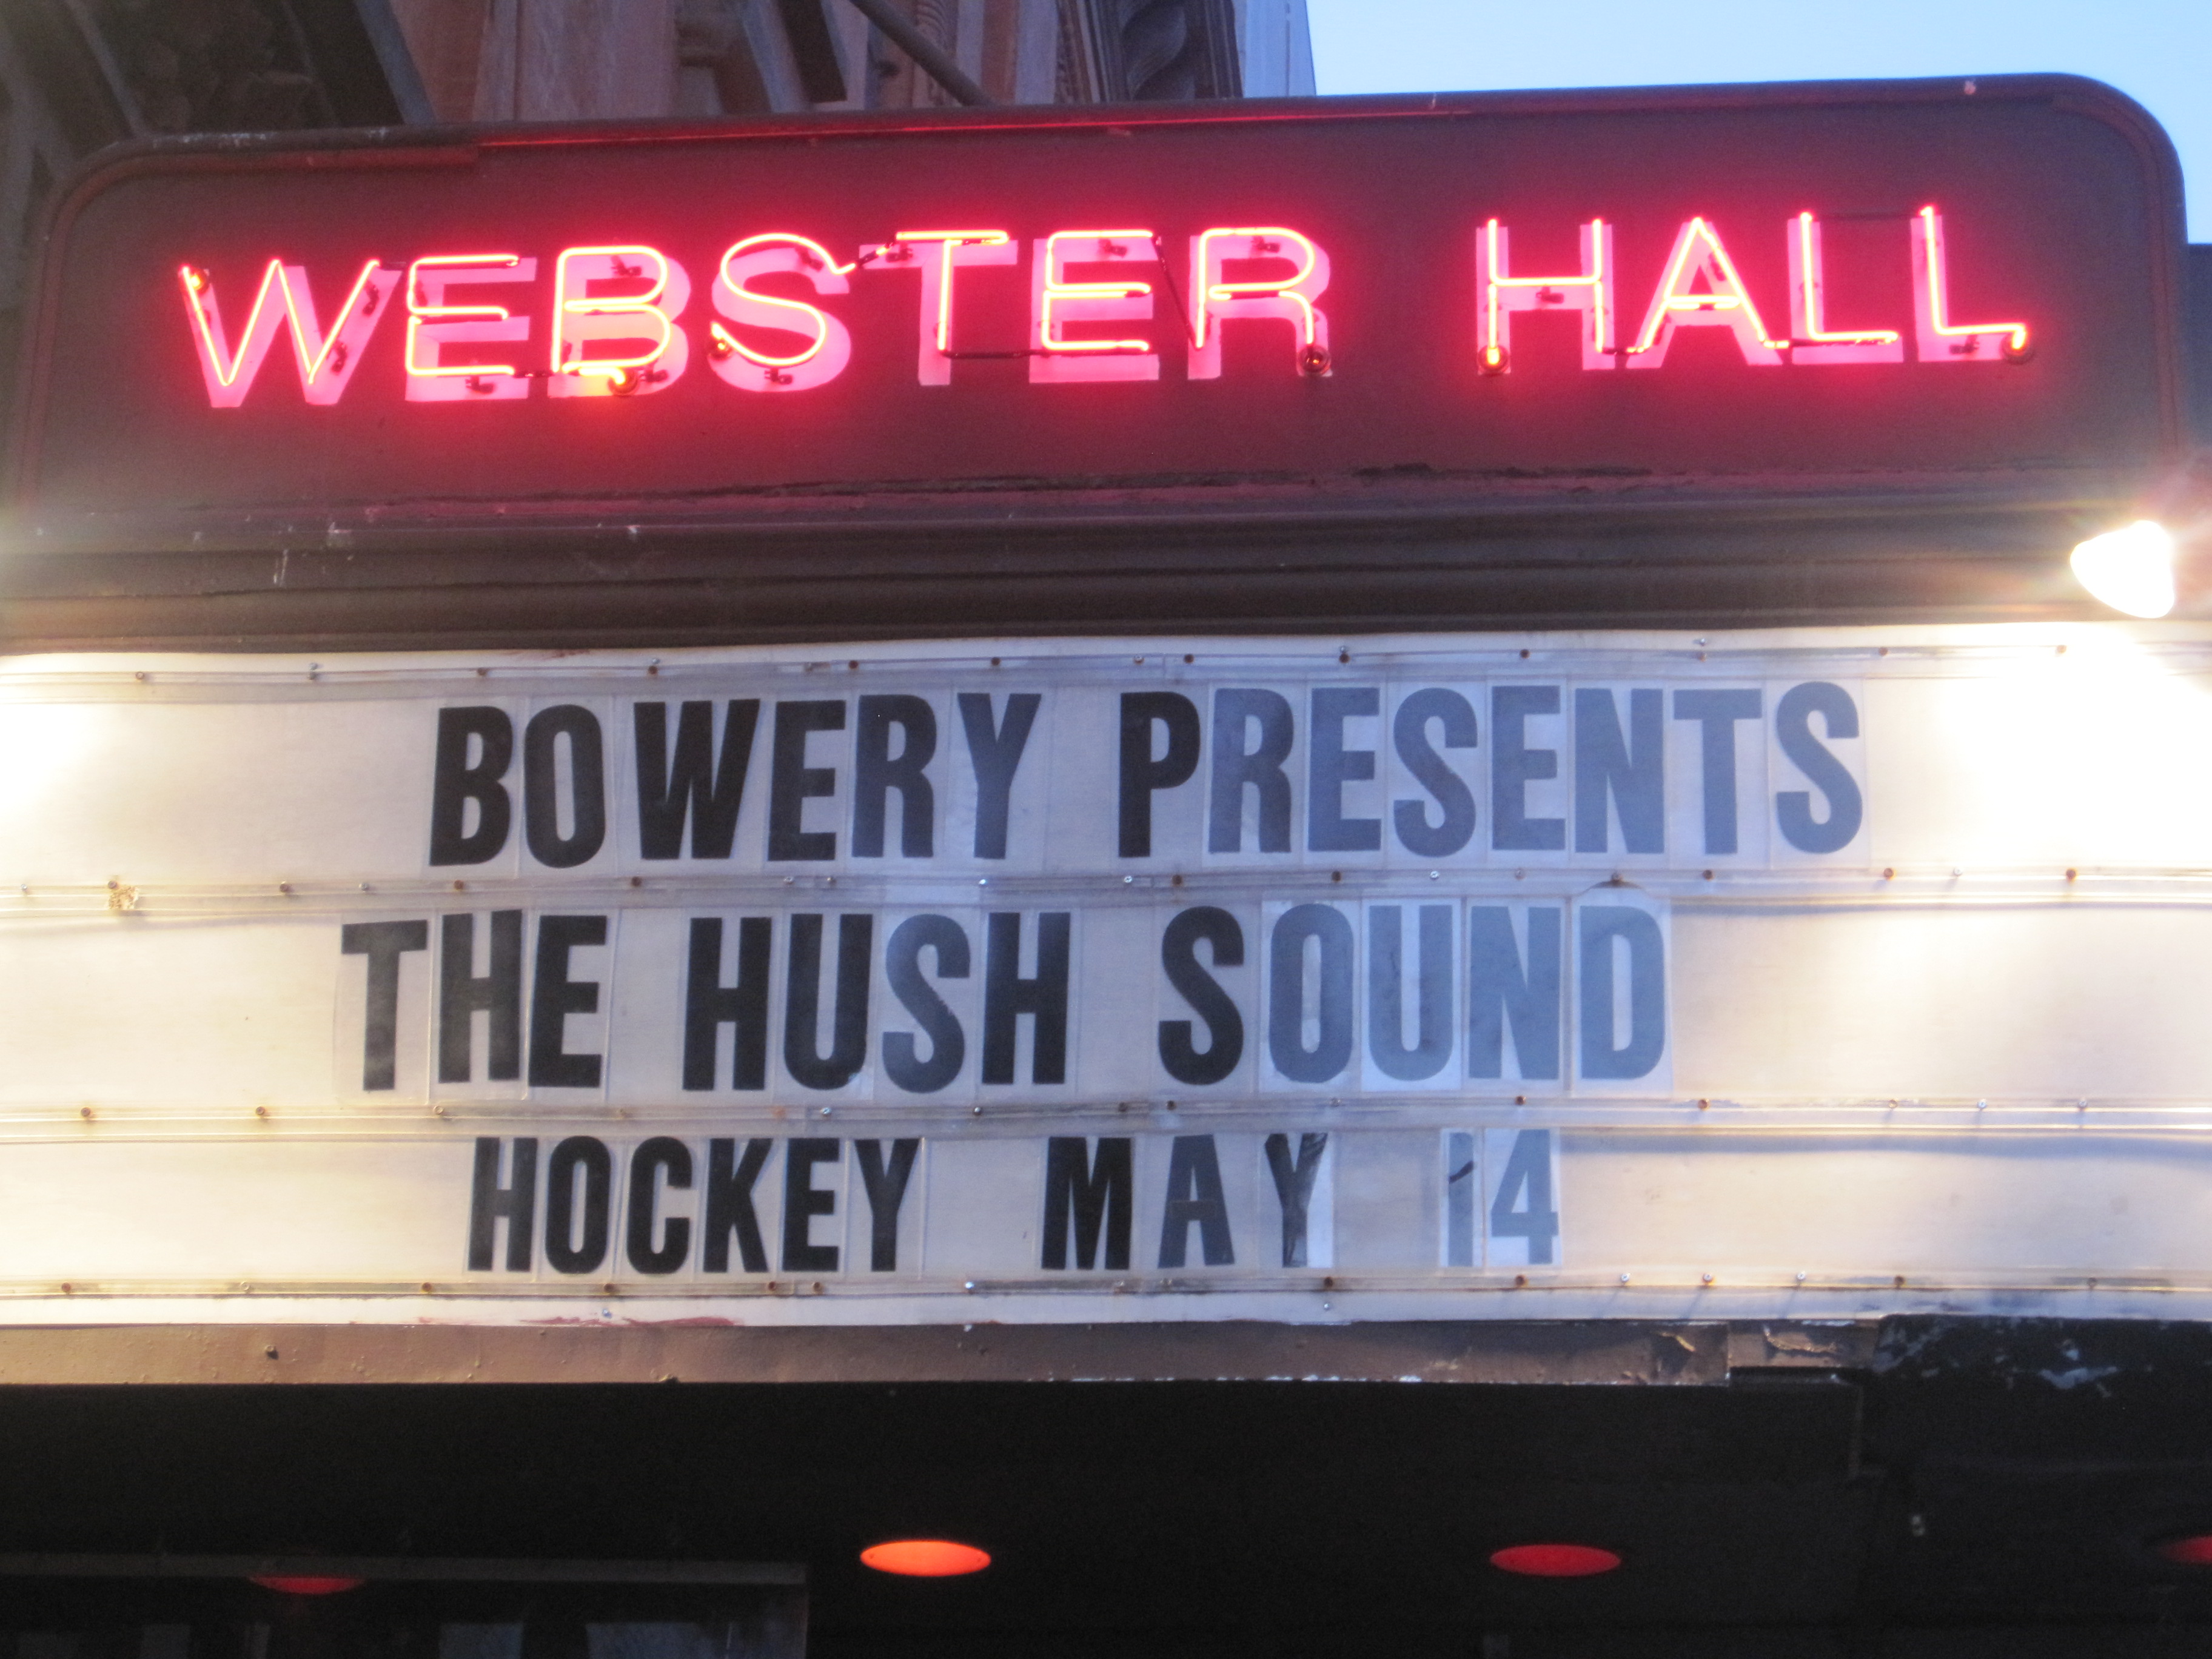 WEBSTER HALL
BOWERY PRESENTS
THE HUSH SOUND
HOCKEY MAY 14